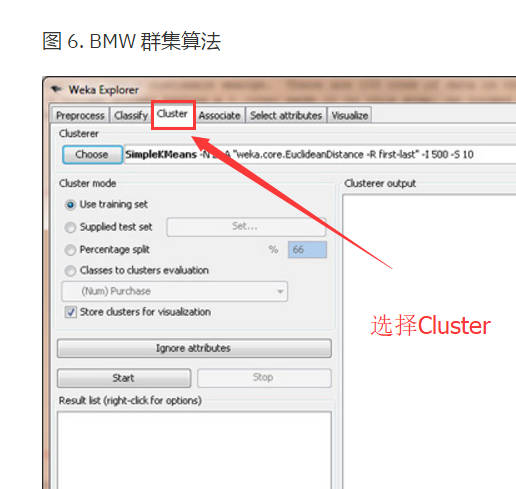 图 6. BMW 群集算法
Weka Explorer
Preprocess Classify Cluster Associate Select attributes Visualize
Clusterer
Choose SimpleKMeans -N A "weka.core.EuclideanDistance -R first-last" -I 500 -S 10
Cluster mode
Clusterer output
Use training set
Supplied test set Set...
Percentage split % 66
Classes to clusters evaluation
(Num) Purchase
Store clusters for visualization
选择Cluster
Ignore attributes
Start Stop
Result list (right-click for options)